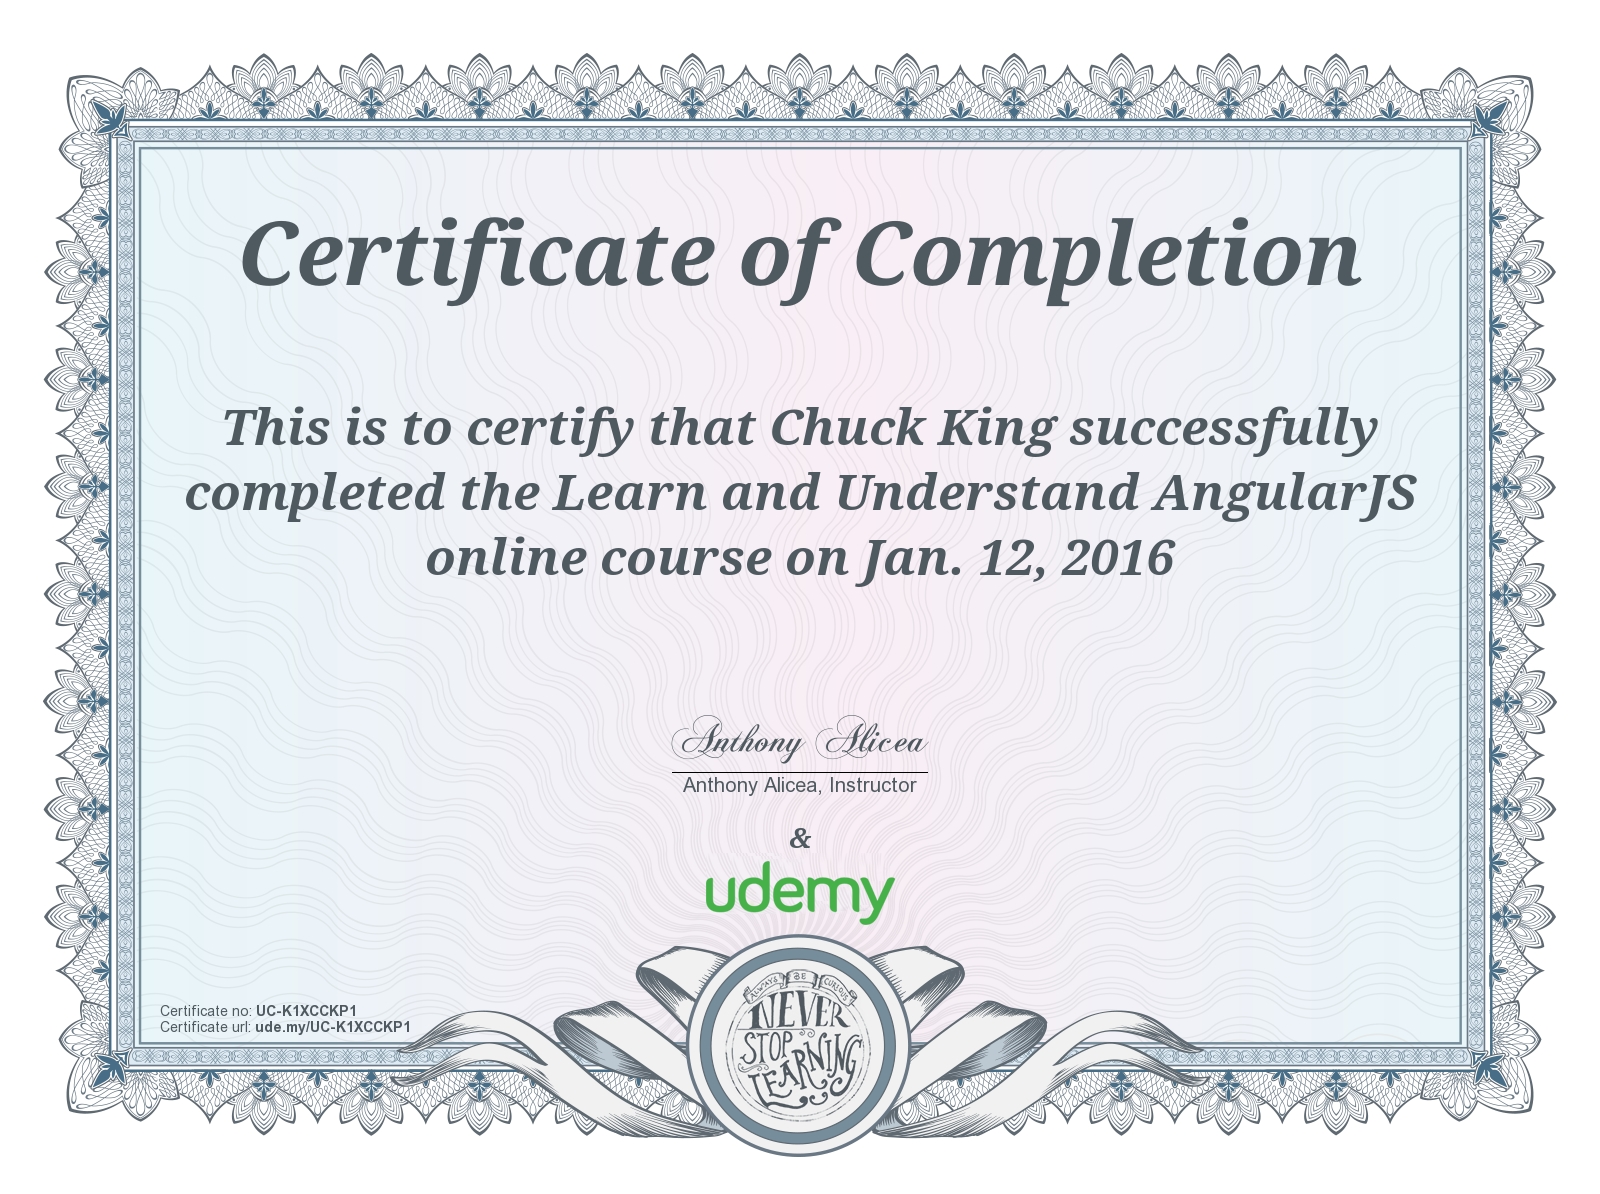 Certificate of Completion
This is to certify that Chuck King successfully
completed the Learn and Understand AngularJS
online course on Jan. 12, 2016
Anthony Alicea
Anthony Alicea, Instructor
&
udemy
Certificate no: UC-K1XCCKP1
Certificate url: ude.my/UC-K1XCCKP1
ALWAYS BE CURIOUS
NEVER
STOP
LEARNING